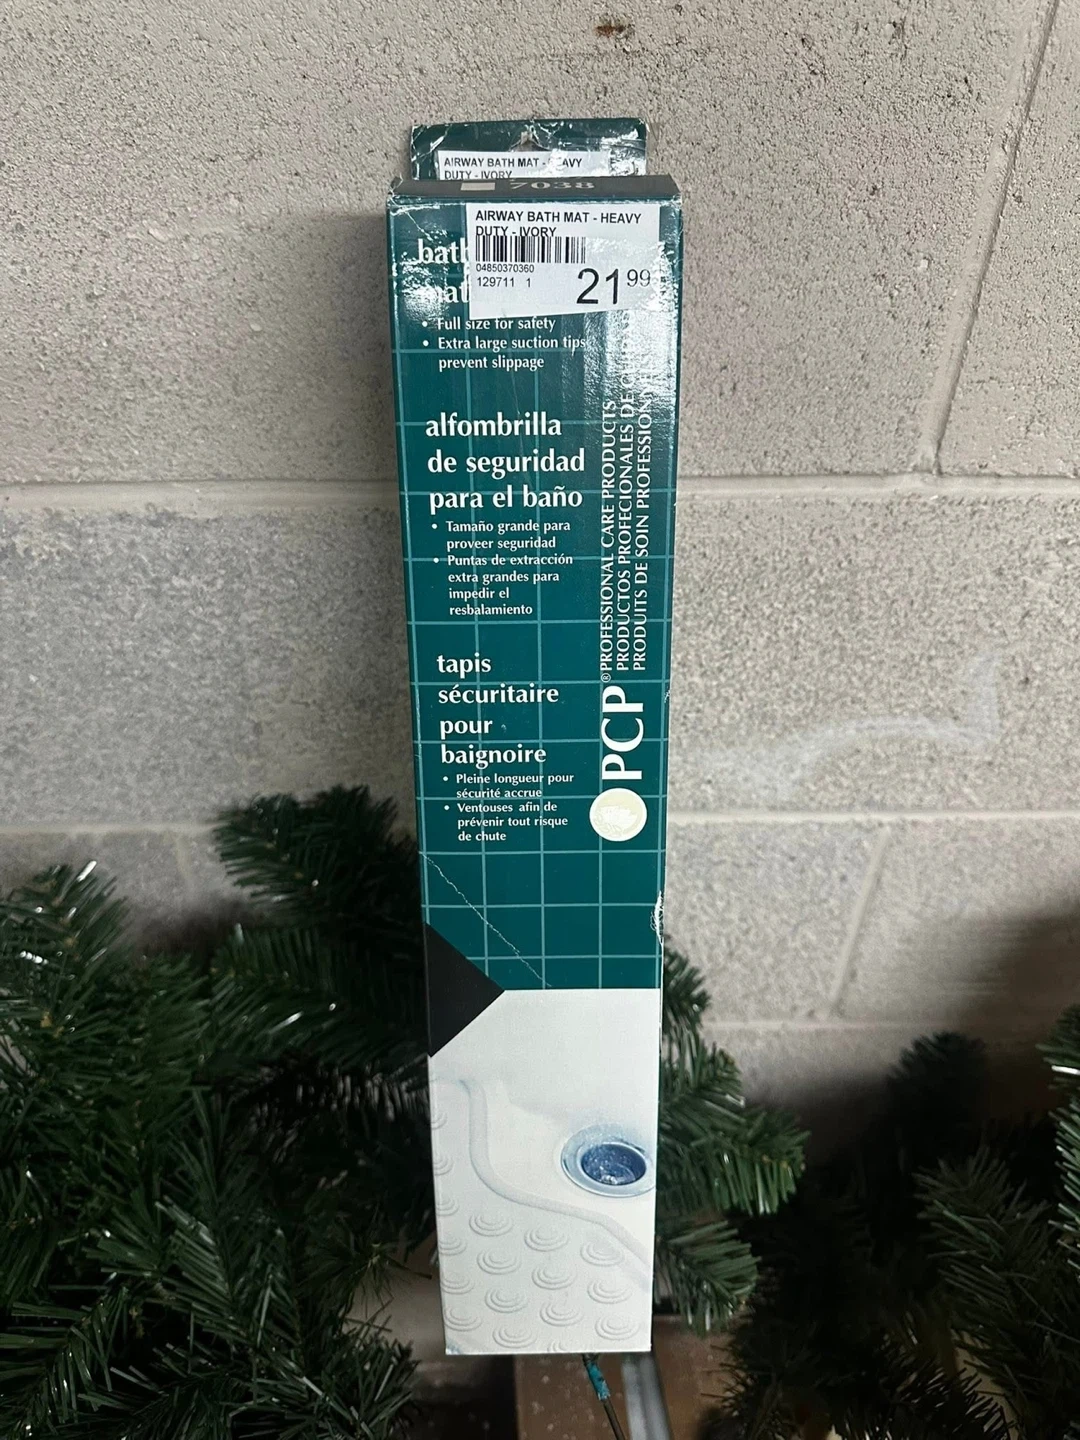 AIRWAY BATH MAT - HEAVY
DUTY - IVORY
7038
AIRWAY BATH MAT - HEAVY
DUTY - IVORY
04850370360
129711 1
21⁹⁹
• Full size for safety
• Extra large suction tips
prevent slippage
alfombrilla
de seguridad
para el baño
• Tamaño grande para
proveer seguridad
• Puntas de extracción
extra grandes para
impedir el
resbalamiento
tapis
sécuritaire
pour
baignoire
• Pleine longueur pour
sécurité accrue
• Ventouses afin de
prévenir tout risque
de chute
PCP®
PROFESSIONAL CARE PRODUCTS
PRODUCTOS PROFECIONALES DE
PRODUITS DE SOIN